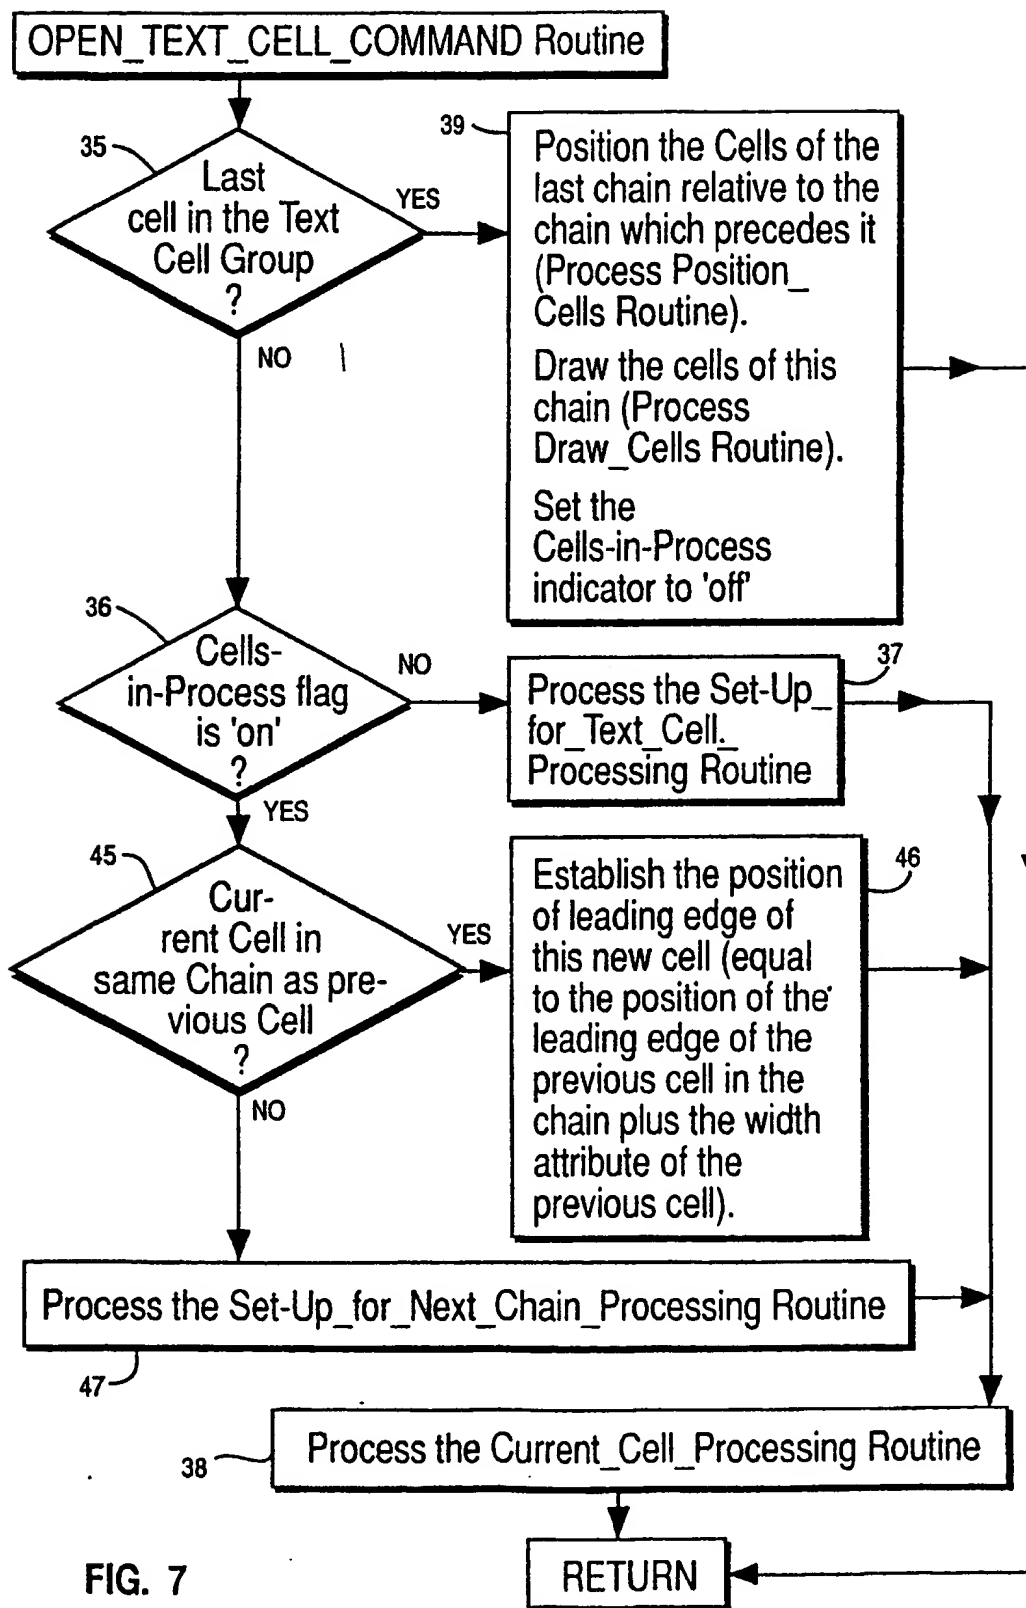 OPEN_TEXT_CELL_COMMAND Routine
35
Last
cell in the Text
Cell Group
?
YES
NO
39
Position the Cells of the
last chain relative to the
chain which precedes it
(Process Position_
Cells Routine).
Draw the cells of this
chain (Process
Draw_Cells Routine).
Set the
Cells-in-Process
indicator to 'off'
36
Cells-
in-Process flag
is 'on'
?
NO
YES
37
Process the Set-Up_
for_Text_Cell_
Processing Routine
45
Cur-
rent Cell in
same Chain as pre-
vious Cell
?
YES
NO
46
Establish the position
of leading edge of
this new cell (equal
to the position of the
leading edge of the
previous cell in the
chain plus the width
attribute of the
previous cell).
Process the Set-Up_for_Next_Chain_Processing Routine
47
Process the Current_Cell_Processing Routine
38
RETURN
FIG. 7